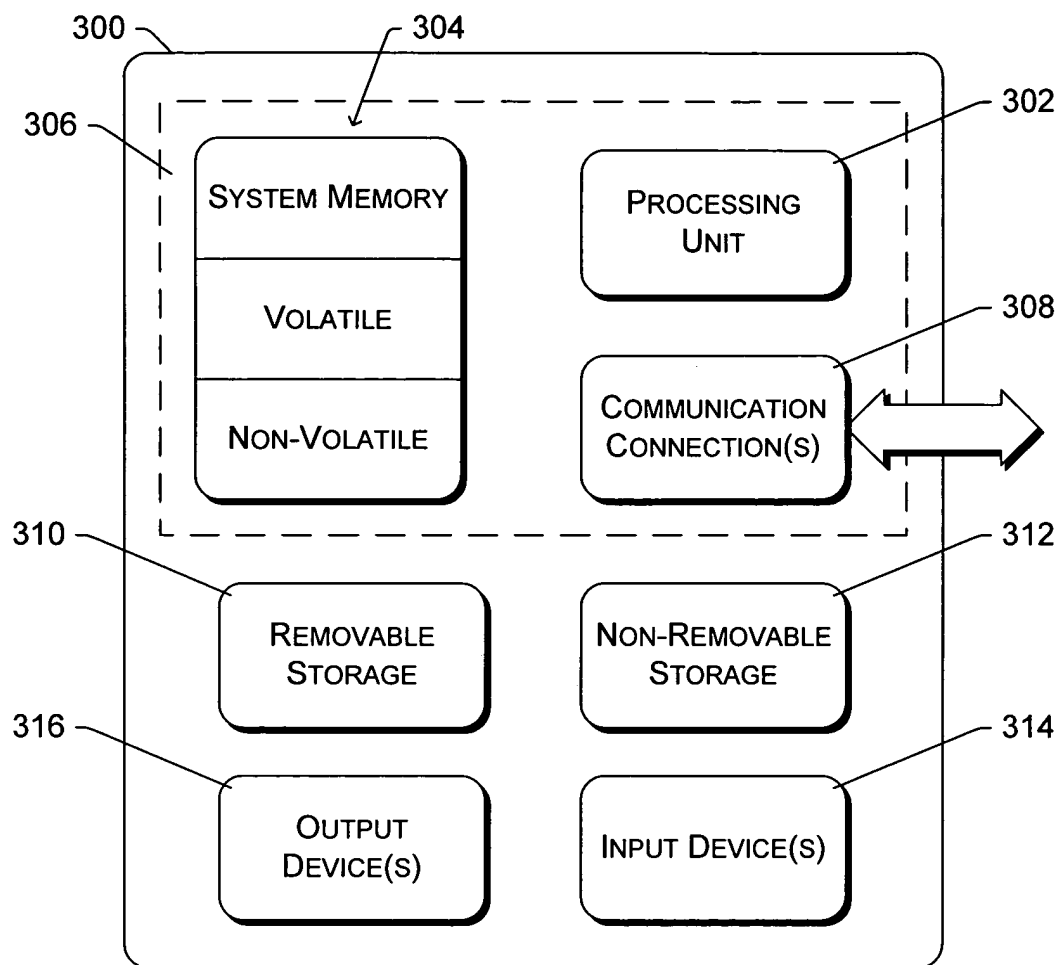 300
304
306
302
SYSTEM MEMORY
PROCESSING
UNIT
VOLATILE
308
NON-VOLATILE
COMMUNICATION
CONNECTION(S)
310
312
REMOVABLE
STORAGE
NON-REMOVABLE
STORAGE
316
314
OUTPUT
DEVICE(S)
INPUT DEVICE(S)